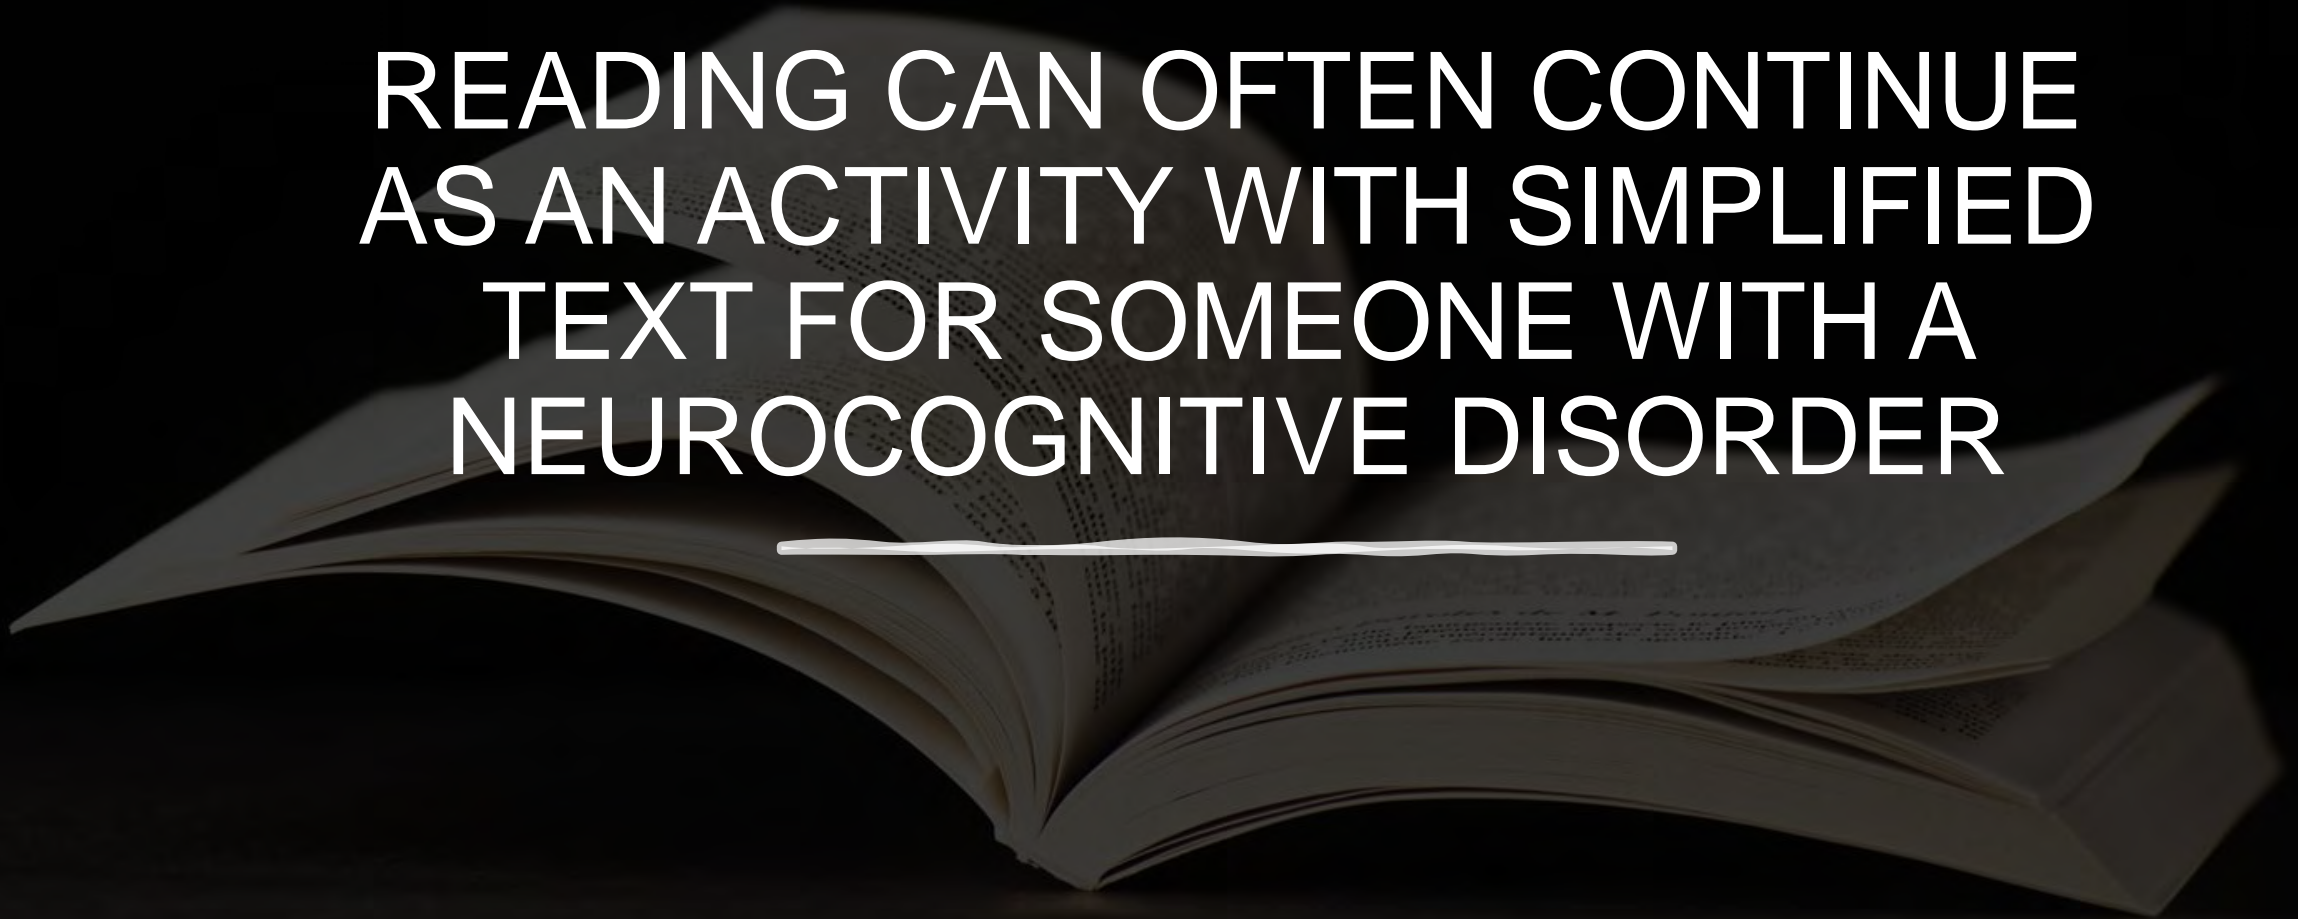 READING CAN OFTEN CONTINUE
AS AN ACTIVITY WITH SIMPLIFIED
TEXT FOR SOMEONE WITH A
NEUROCOGNITIVE DISORDER